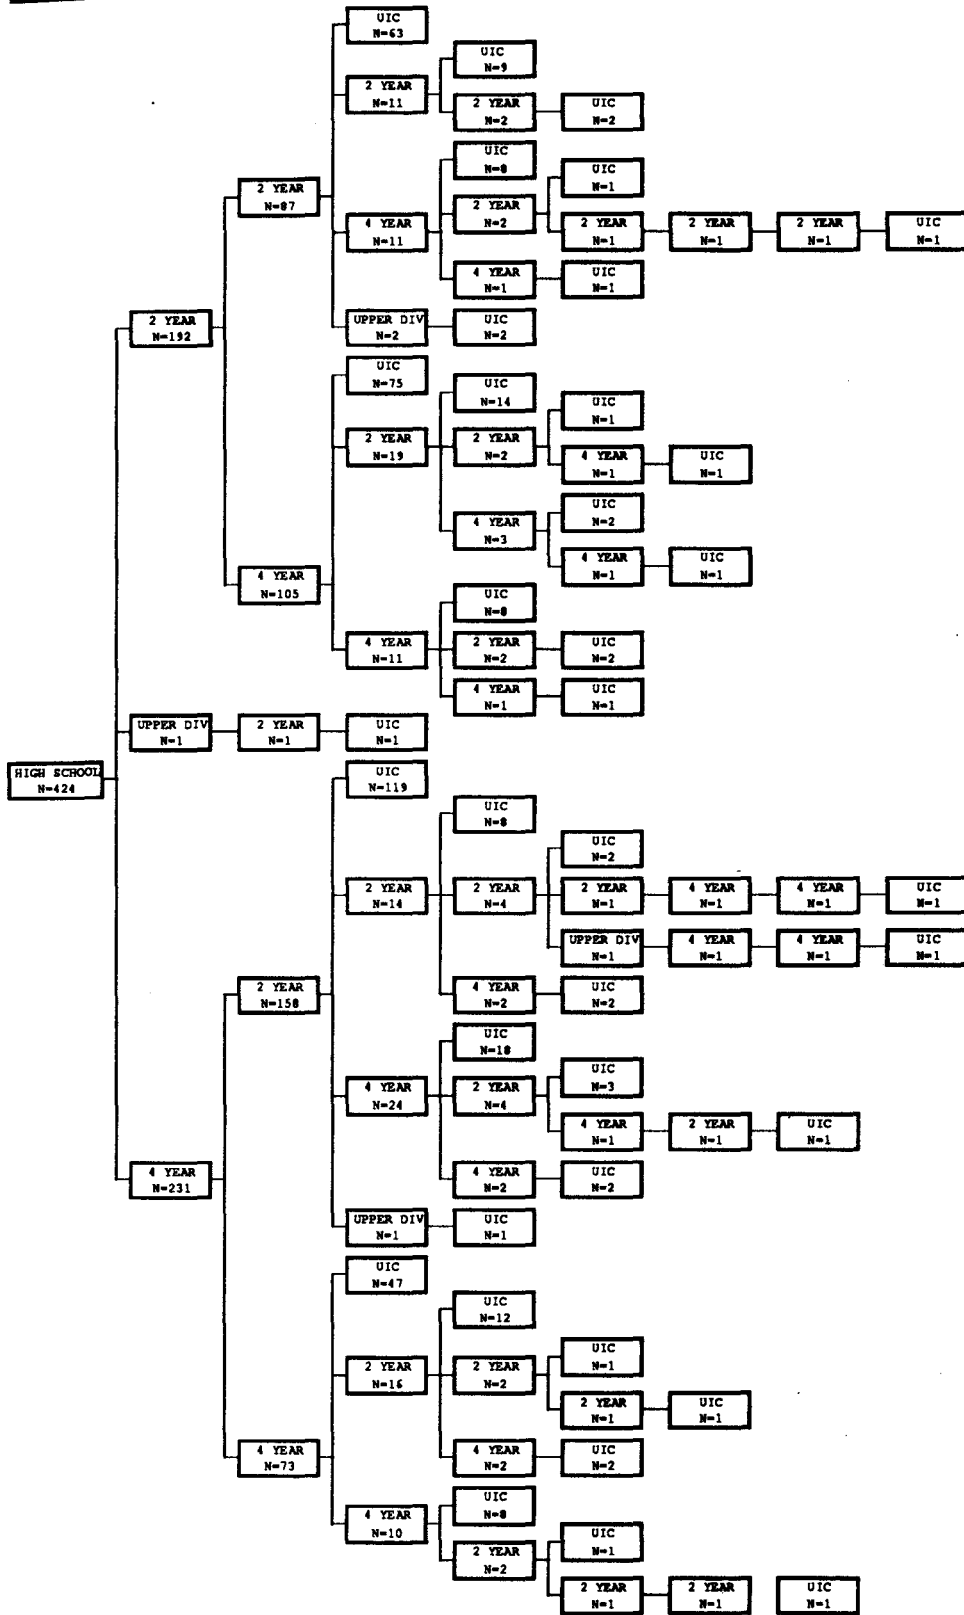 UIC
N=63
UIC
N=9
2 YEAR
N=11
2 YEAR
N=2
UIC
N=2
UIC
N=8
UIC
N=1
2 YEAR
N=87
2 YEAR
N=2
4 YEAR
N=11
2 YEAR
N=1
2 YEAR
N=1
2 YEAR
N=1
UIC
N=1
4 YEAR
N=1
UIC
N=1
2 YEAR
N=192
UPPER DIV
N=2
UIC
N=2
UIC
N=75
UIC
N=14
UIC
N=1
2 YEAR
N=19
2 YEAR
N=2
4 YEAR
N=1
UIC
N=1
UIC
N=2
4 YEAR
N=3
4 YEAR
N=1
UIC
N=1
4 YEAR
N=105
UIC
N=8
4 YEAR
N=11
2 YEAR
N=2
UIC
N=2
4 YEAR
N=1
UIC
N=1
UPPER DIV
N=1
2 YEAR
N=1
UIC
N=1
HIGH SCHOOL
N=424
UIC
N=119
UIC
N=8
UIC
N=2
2 YEAR
N=14
2 YEAR
N=4
2 YEAR
N=1
4 YEAR
N=1
4 YEAR
N=1
UIC
N=1
UPPER DIV
N=1
4 YEAR
N=1
4 YEAR
N=1
UIC
N=1
2 YEAR
N=158
4 YEAR
N=2
UIC
N=2
UIC
N=18
UIC
N=3
4 YEAR
N=24
2 YEAR
N=4
4 YEAR
N=1
2 YEAR
N=1
UIC
N=1
4 YEAR
N=231
4 YEAR
N=2
UIC
N=2
UPPER DIV
N=1
UIC
N=1
UIC
N=47
UIC
N=12
UIC
N=1
2 YEAR
N=16
2 YEAR
N=2
2 YEAR
N=1
UIC
N=1
4 YEAR
N=73
4 YEAR
N=2
UIC
N=2
UIC
N=8
4 YEAR
N=10
UIC
N=1
2 YEAR
N=2
2 YEAR
N=1
2 YEAR
N=1
UIC
N=1